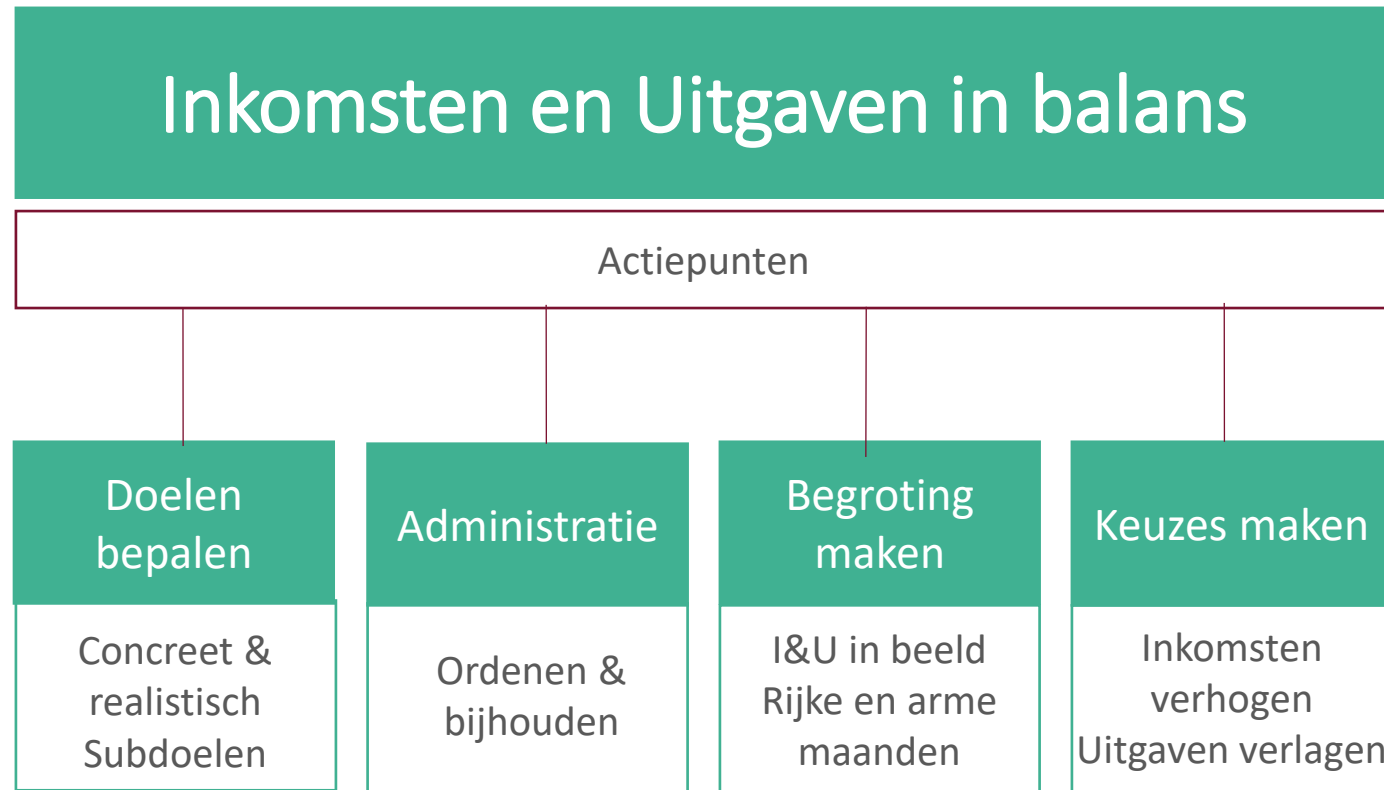 Inkomsten en Uitgaven in balans
Actiepunten
Doelen
bepalen
Concreet &
realistisch
Subdoelen
Administratie
Ordenen &
bijhouden
Begroting
maken
I&U in beeld
Rijke en arme
maanden
Keuzes maken
Inkomsten
verhogen
Uitgaven verlagen